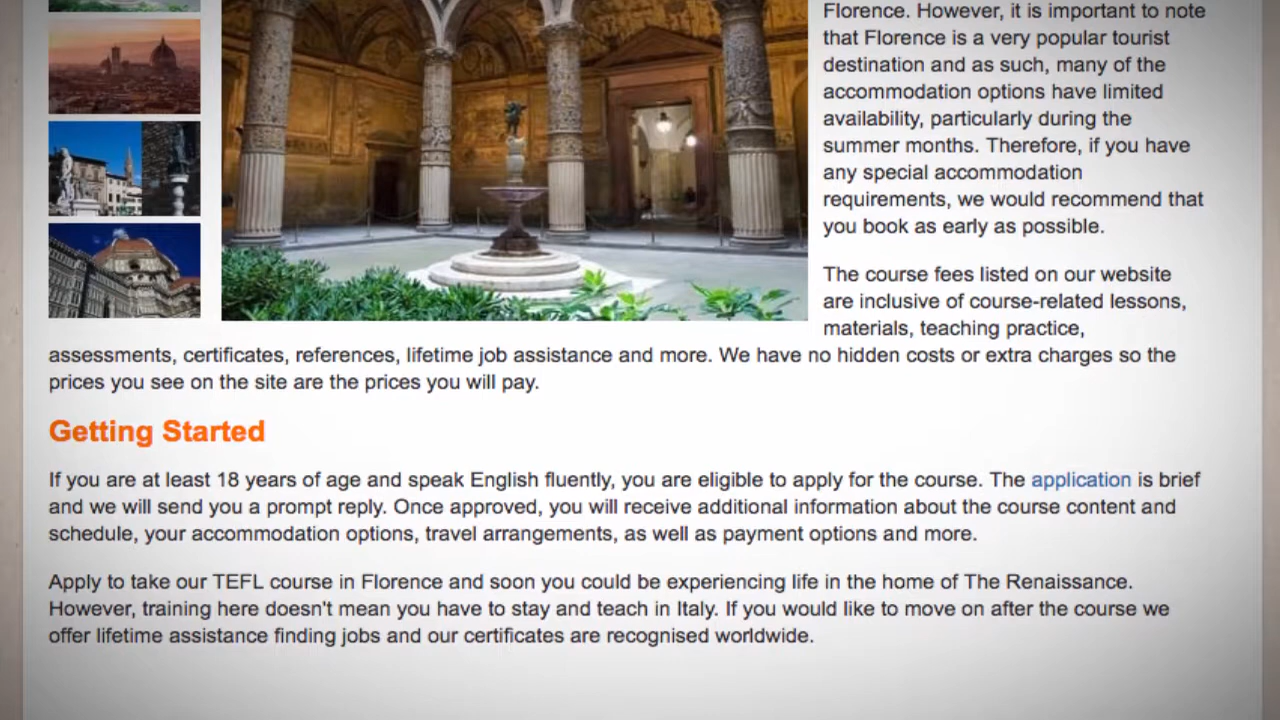 Florence. However, it is important to note
that Florence is a very popular tourist
destination and as such, many of the
accommodation options have limited
availability, particularly during the
summer months. Therefore, if you have
any special accommodation
requirements, we would recommend that
you book as early as possible.
The course fees listed on our website
are inclusive of course-related lessons,
materials, teaching practice,
assessments, certificates, references, lifetime job assistance and more. We have no hidden costs or extra charges so the
prices you see on the site are the prices you will pay.
Getting Started
If you are at least 18 years of age and speak English fluently, you are eligible to apply for the course. The application is brief
and we will send you a prompt reply. Once approved, you will receive additional information about the course content and
schedule, your accommodation options, travel arrangements, as well as payment options and more.
Apply to take our TEFL course in Florence and soon you could be experiencing life in the home of The Renaissance.
However, training here doesn't mean you have to stay and teach in Italy. If you would like to move on after the course we
offer lifetime assistance finding jobs and our certificates are recognised worldwide.